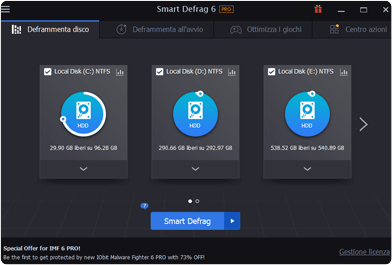 Smart Defrag 6 PRO
Deframmenta disco
Deframmenta all'avvio
Ottimizza i giochi
Centro azioni
Local Disk (C:) NTFS
Local Disk (D:) NTFS
Local Disk (E:) NTFS
HDD
HDD
HDD
29.90 GB liberi su 96.28 GB
290.66 GB liberi su 292.97 GB
538.52 GB liberi su 540.89 GB
?
Smart Defrag
Special Offer for IMF 6 PRO!
Be the first to get protected by new IObit Malware Fighter 6 PRO with 73% OFF!
Gestione licenza